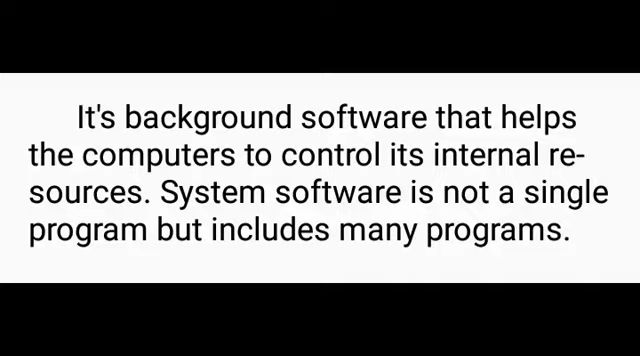 It's background software that helps
the computers to control its internal re-
sources. System software is not a single
program but includes many programs.